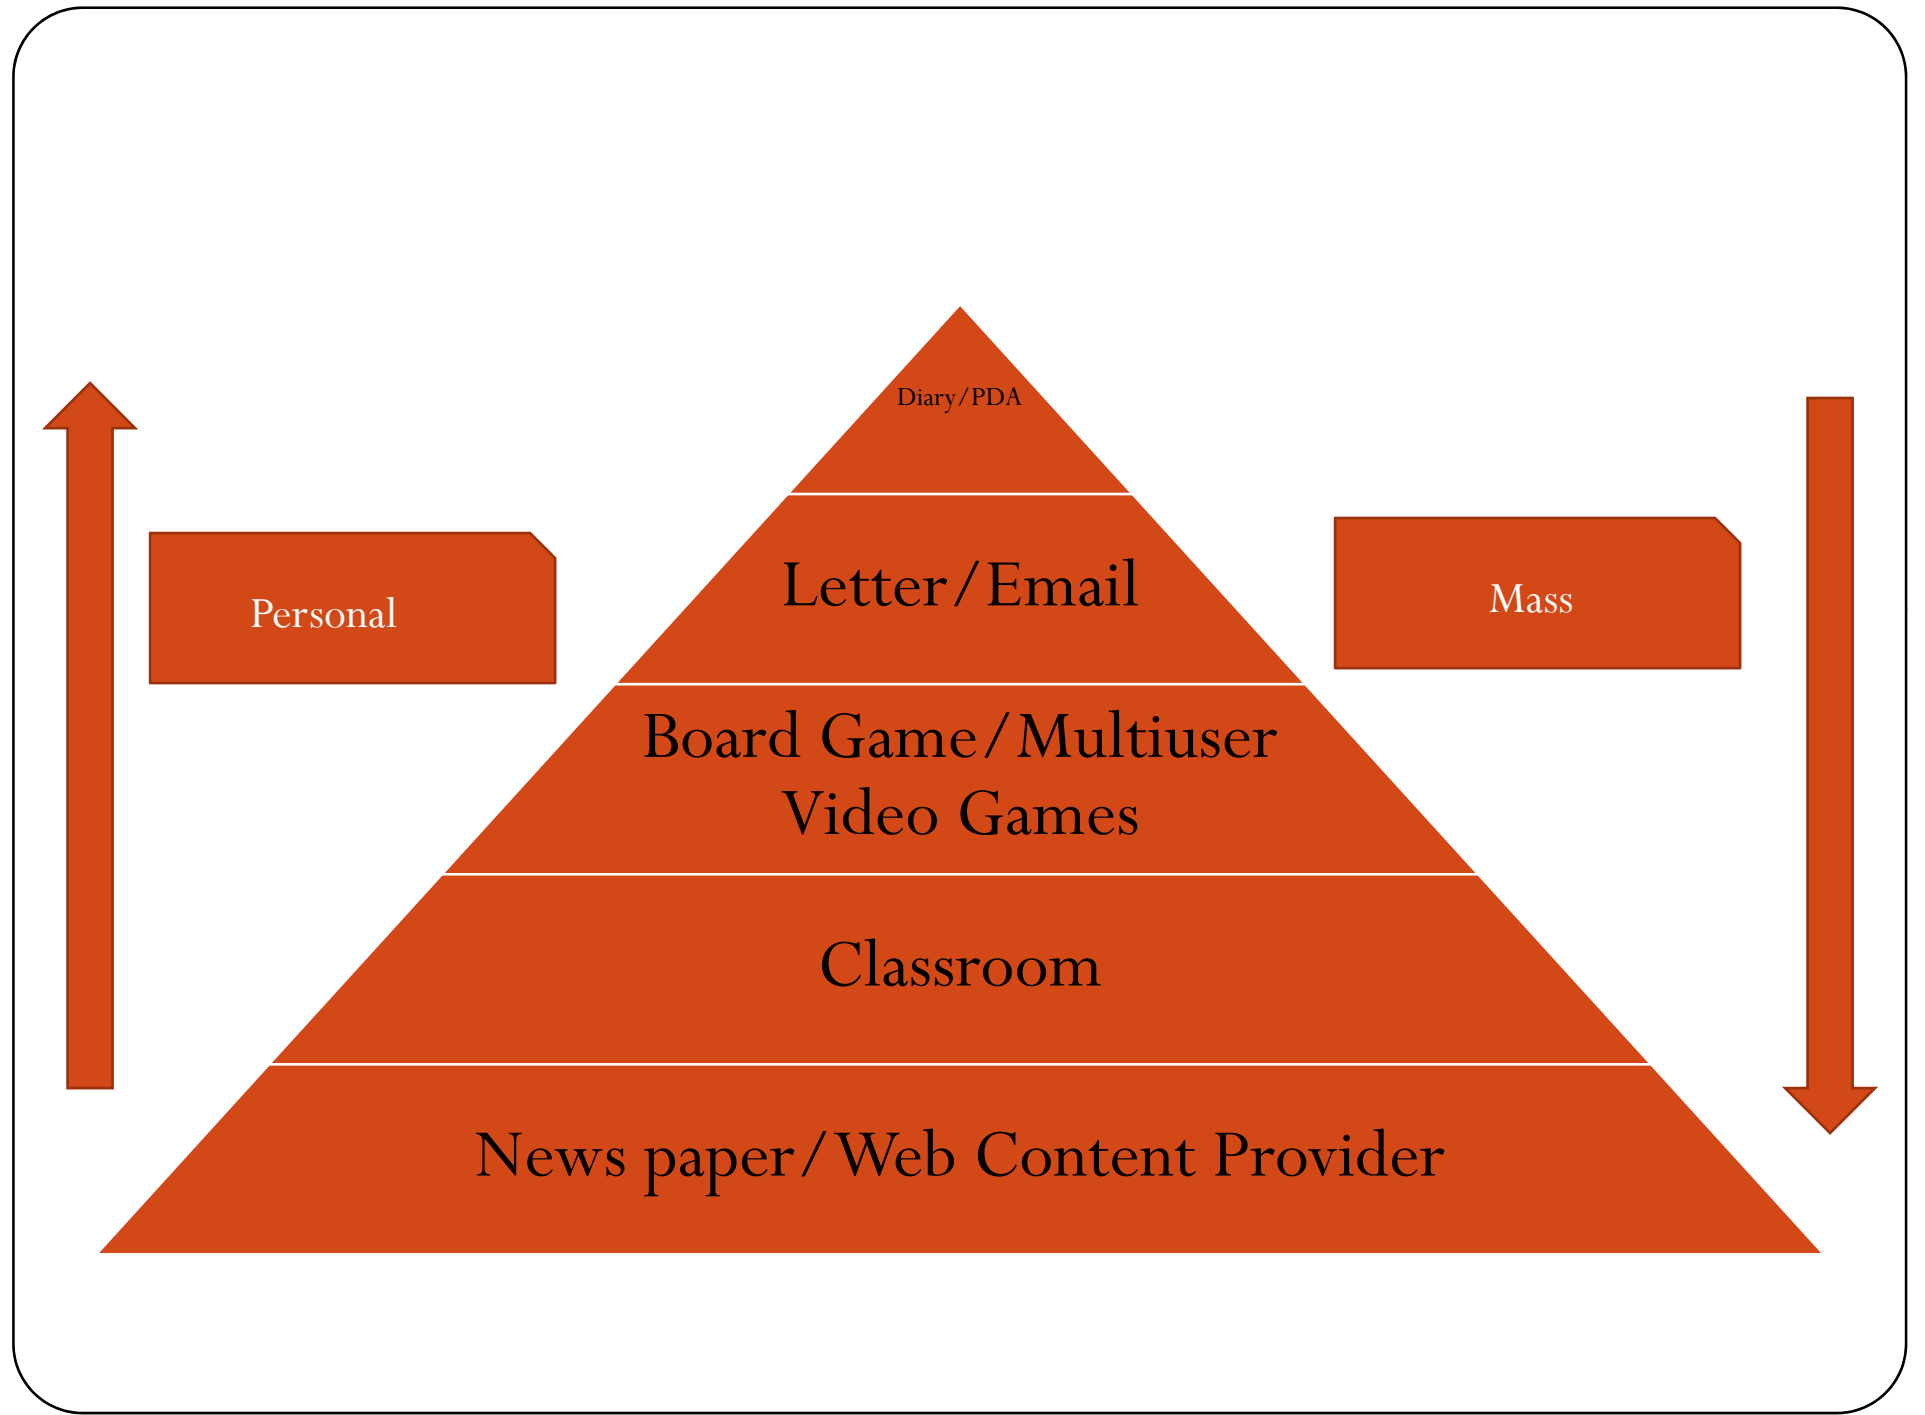 Diary/PDA
Letter/Email
Personal
Mass
Board Game/Multiuser
Video Games
Classroom
News paper/Web Content Provider